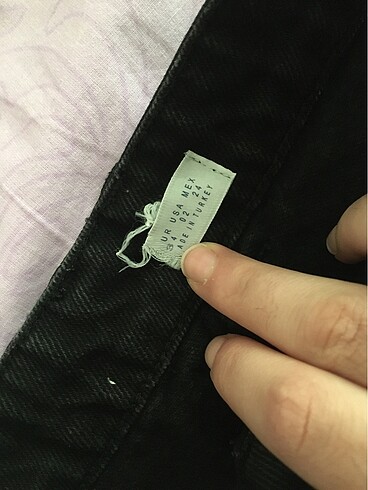 UR USA MEX
34 02 24
ADE IN TURKEY